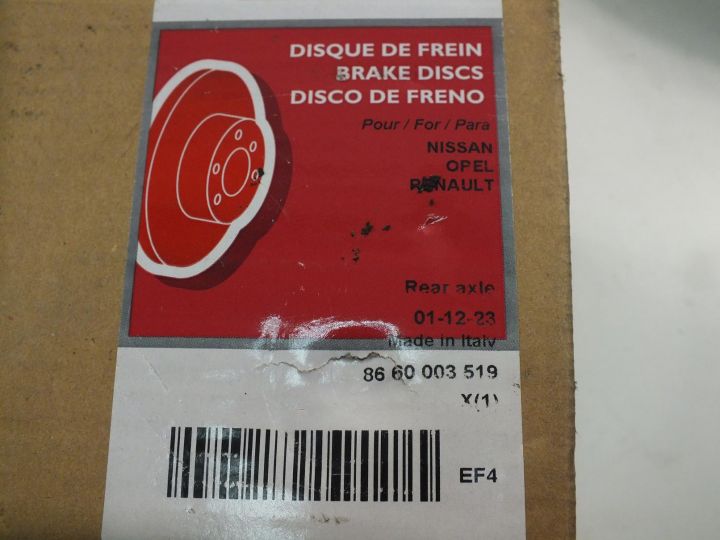 DISQUE DE FREIN
BRAKE DISCS
DISCO DE FRENO
Pour / For / Para
NISSAN
OPEL
RENAULT
Rear axle
01-12-23
Made in Italy
86 60 003 519
X(1)
EF4